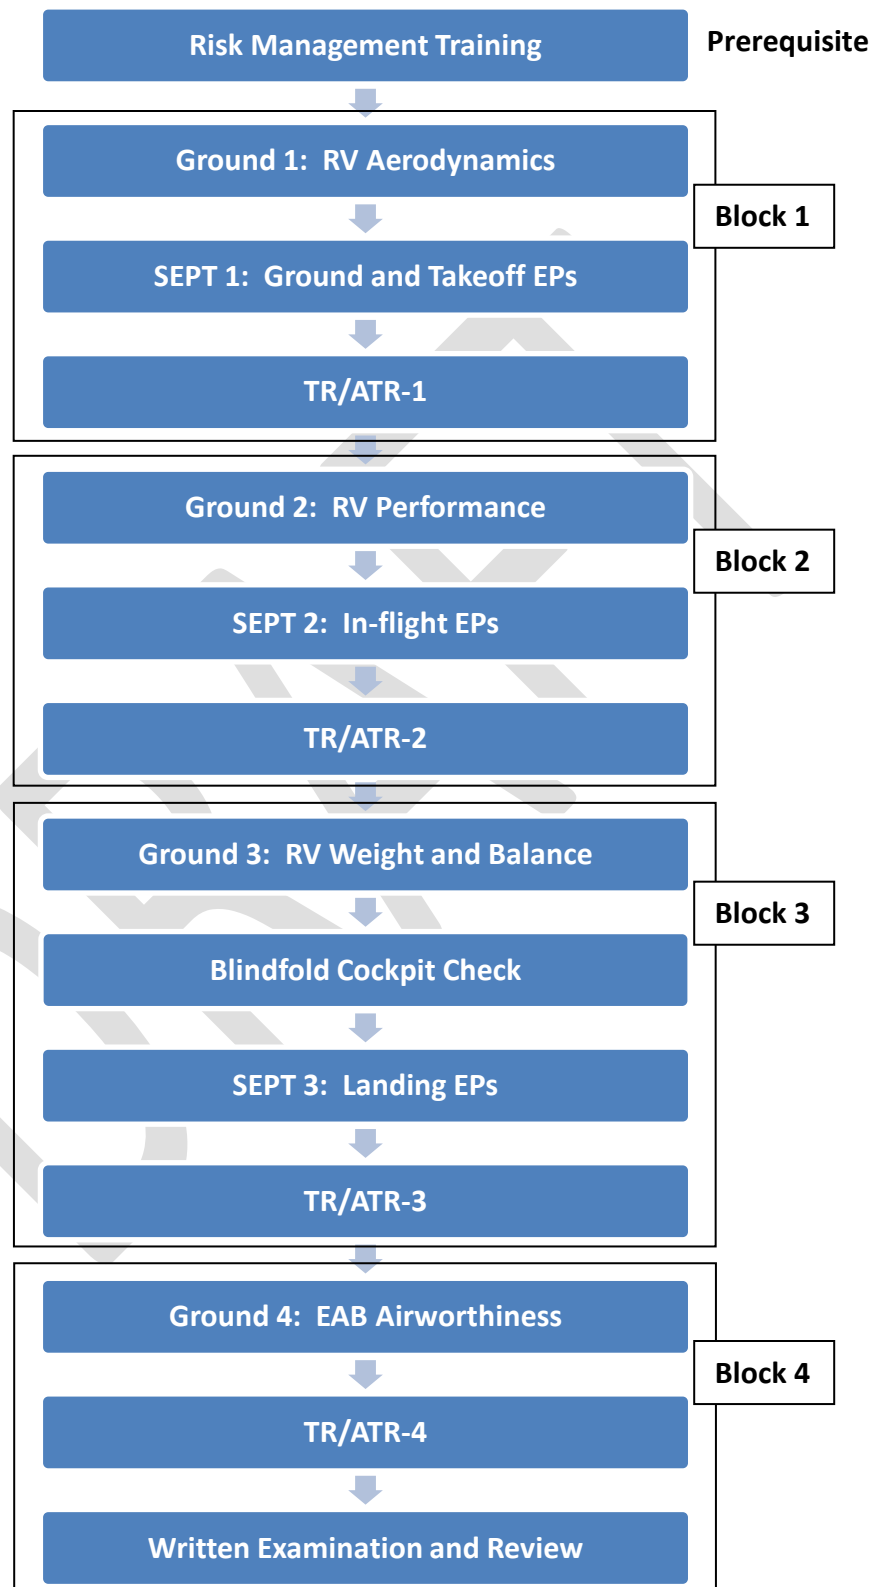 Risk Management Training
Prerequisite
Ground 1: RV Aerodynamics
Block 1
SEPT 1: Ground and Takeoff EPs
TR/ATR-1
Ground 2: RV Performance
Block 2
SEPT 2: In-flight EPs
TR/ATR-2
Ground 3: RV Weight and Balance
Block 3
Blindfold Cockpit Check
SEPT 3: Landing EPs
TR/ATR-3
Ground 4: EAB Airworthiness
Block 4
TR/ATR-4
Written Examination and Review